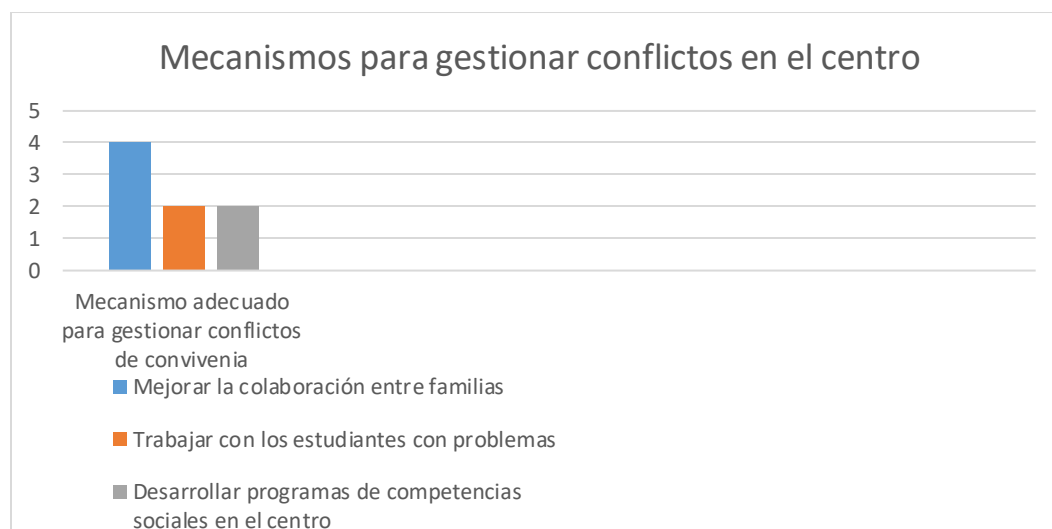 Mecanismos para gestionar conflictos en el centro
5
4
3
2
1
0
Mecanismo adecuado
para gestionar conflictos
de convivenia
Mejorar la colaboración entre familias
Trabajar con los estudiantes con problemas
Desarrollar programas de competencias
sociales en el centro